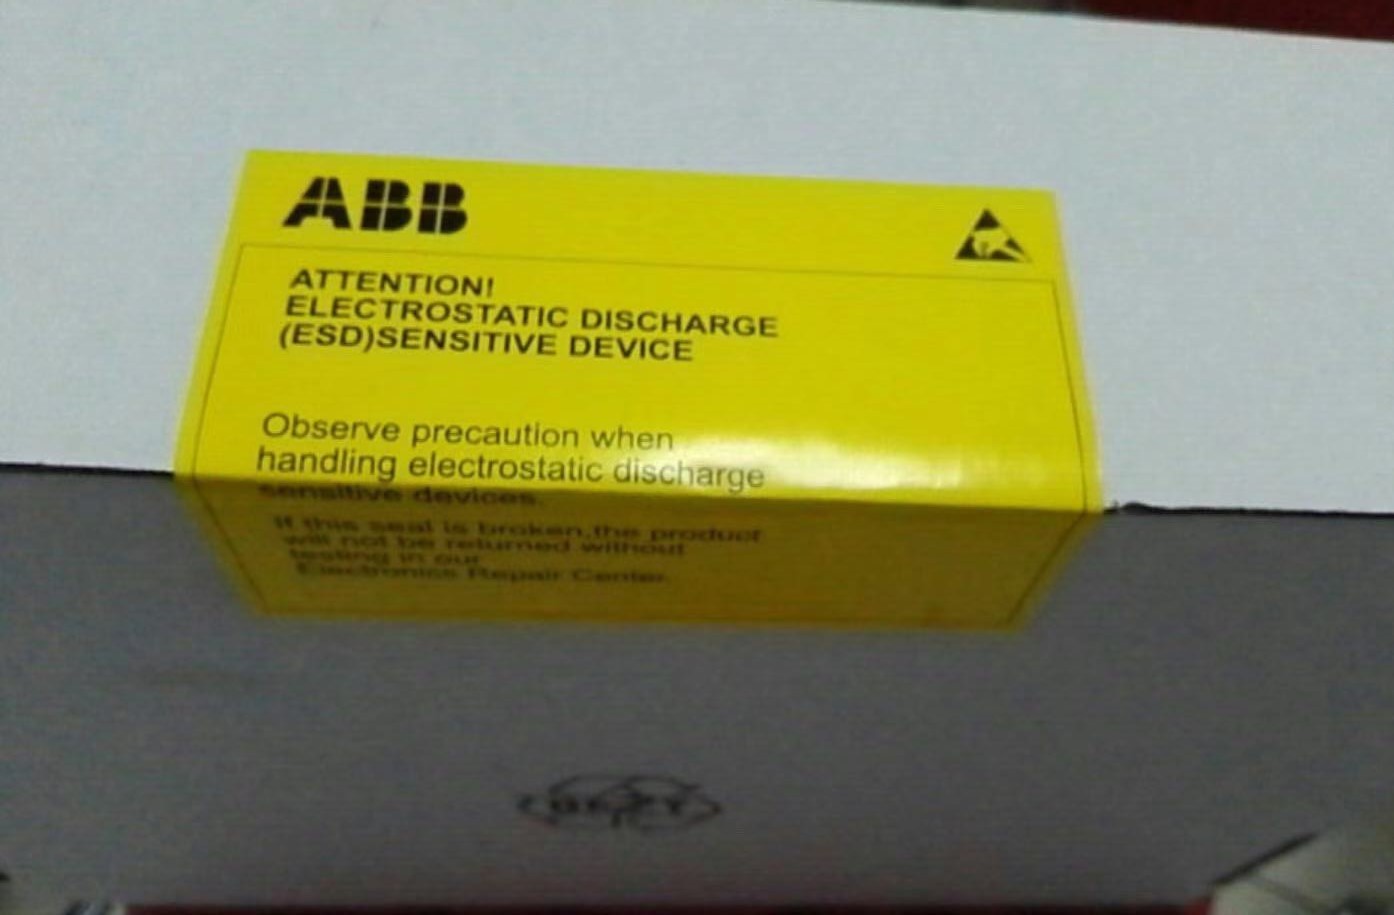 ABB
ATTENTION!
ELECTROSTATIC DISCHARGE
(ESD)SENSITIVE DEVICE
Observe precaution when
handling electrostatic discharge
sensitive devices.
If this seal is broken,the product
will not be returned without
testing in our
Electronics Repair Center.